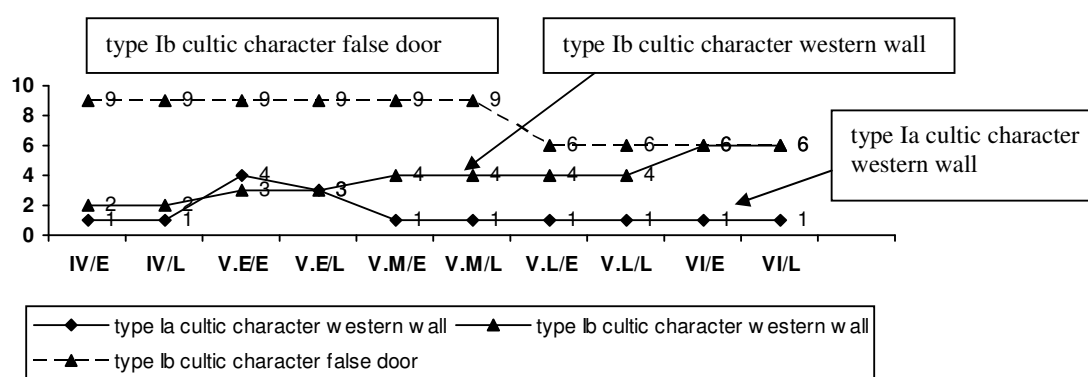 type Ib cultic character false door
type Ib cultic character western wall
type Ia cultic character
western wall
10
8
6
4
2
0
9 9 9 9 9 9 6 6 6 6
2 2 3 3 4 4 4 4 6 6
1 1 4 3 1 1 1 1 1 1
IV/E IV/L V.E/E V.E/L V.M/E V.M/L V.L/E V.L/L VI/E VI/L
type Ia cultic character western wall type Ib cultic character western wall
type Ib cultic character false door